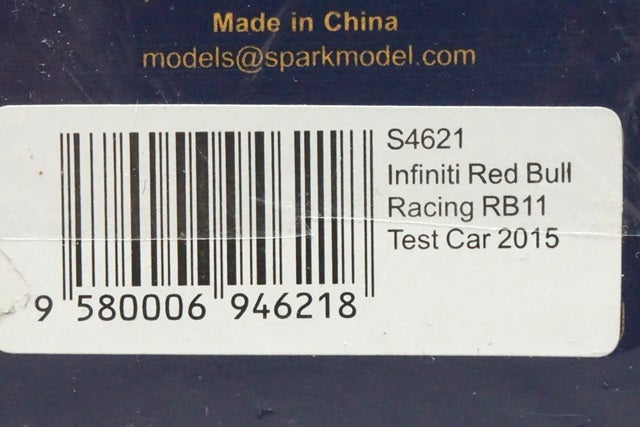 Made in China
models@sparkmodel.com
S4621
Infiniti Red Bull
Racing RB11
Test Car 2015
9 580006 946218